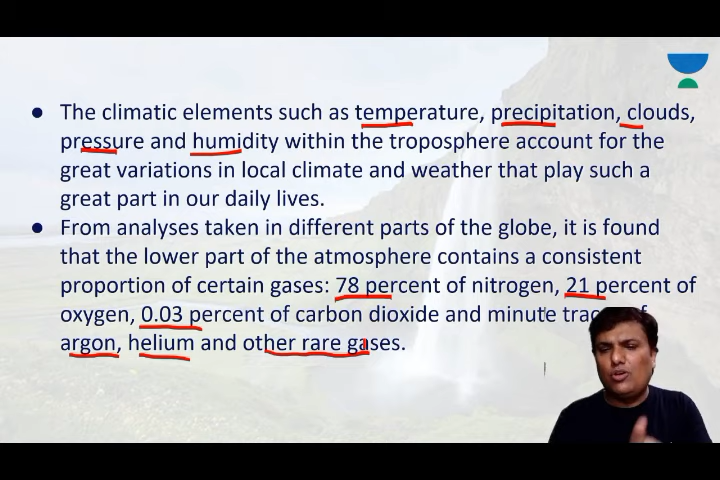 ● The climatic elements such as temperature, precipitation, clouds,
pressure and humidity within the troposphere account for the
great variations in local climate and weather that play such a
great part in our daily lives.
● From analyses taken in different parts of the globe, it is found
that the lower part of the atmosphere contains a consistent
proportion of certain gases: 78 percent of nitrogen, 21 percent of
oxygen, 0.03 percent of carbon dioxide and minute
argon, helium and other rare gases.